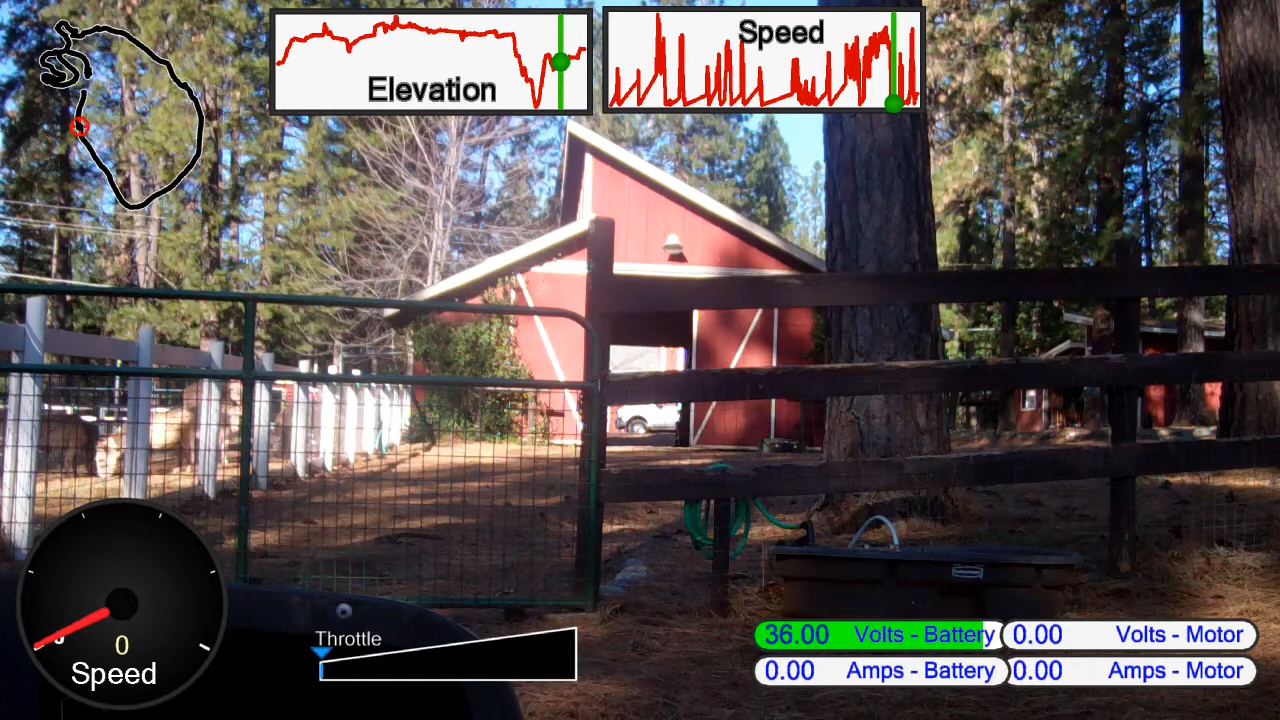 Elevation
Speed
0
Speed
Throttle
36.00 Volts - Battery
0.00 Volts - Motor
0.00 Amps - Battery
0.00 Amps - Motor